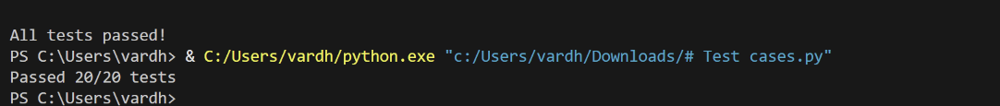 All tests passed!
PS C:\Users\vardh> & C:/Users/vardh/python.exe "c:/Users/vardh/Downloads/# Test cases.py"
Passed 20/20 tests
PS C:\Users\vardh>